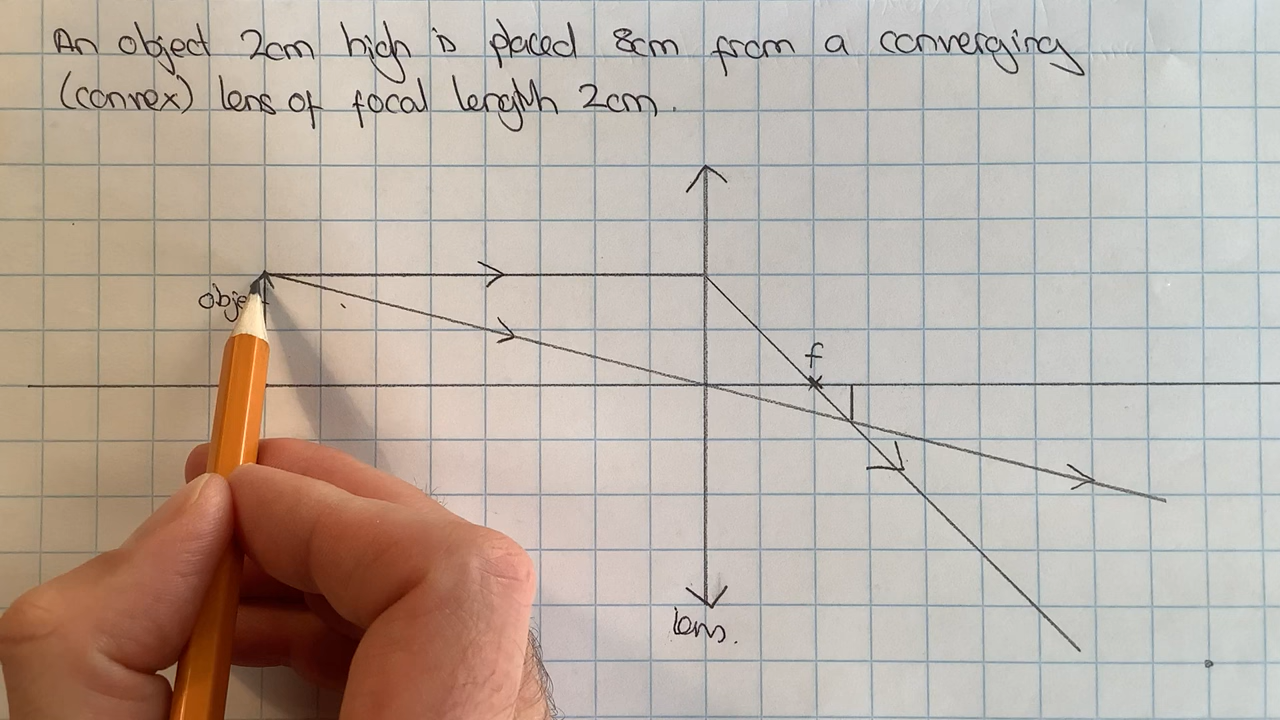 An object 2cm high is placed 8cm from a converging
(convex) lens of focal length 2cm.
f
lens.